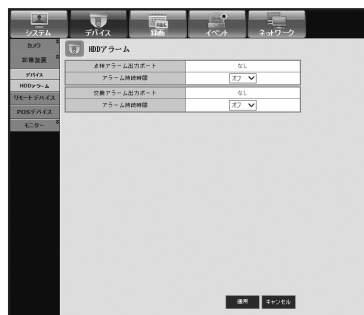 システム
デバイス
録画
REC
イベント
ネットワーク
カメラ
記憶装置
デバイス
HDDアラーム
リモートデバイス
POSデバイス
モニター
HDDアラーム
点検アラーム出力ポート
なし
アラーム持続時間
オフ
交換アラーム出力ポート
なし
アラーム持続時間
オフ
適用
キャンセル